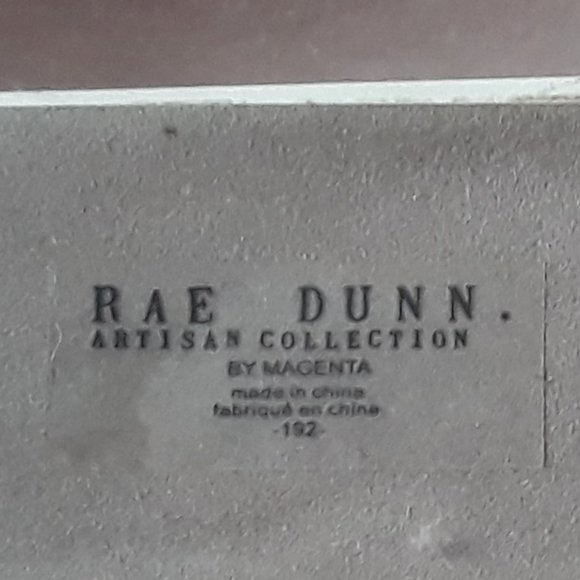 RAE DUNN.
ARTISAN COLLECTION
BY MAGENTA
made in china
fabriqué en chine
-192-